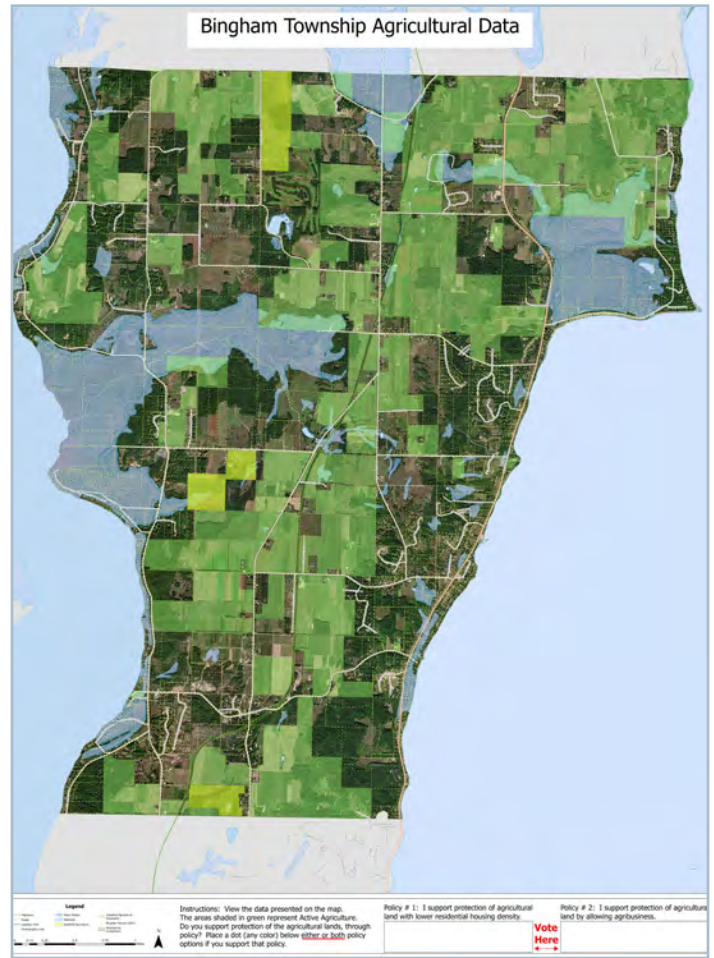 Bingham Township Agricultural Data
Legend
N
Instructions: View the data presented on the map.
The areas shaded in green represent Active Agriculture.
Do you support protection of the agricultural lands, through
policy? Place a dot (any color) below either or both policy
options if you support that policy.
Policy # 1: I support protection of agricultural
land with lower residential housing density.
Vote
Here
Policy # 2: I support protection of agricultura
land by allowing agribusiness.